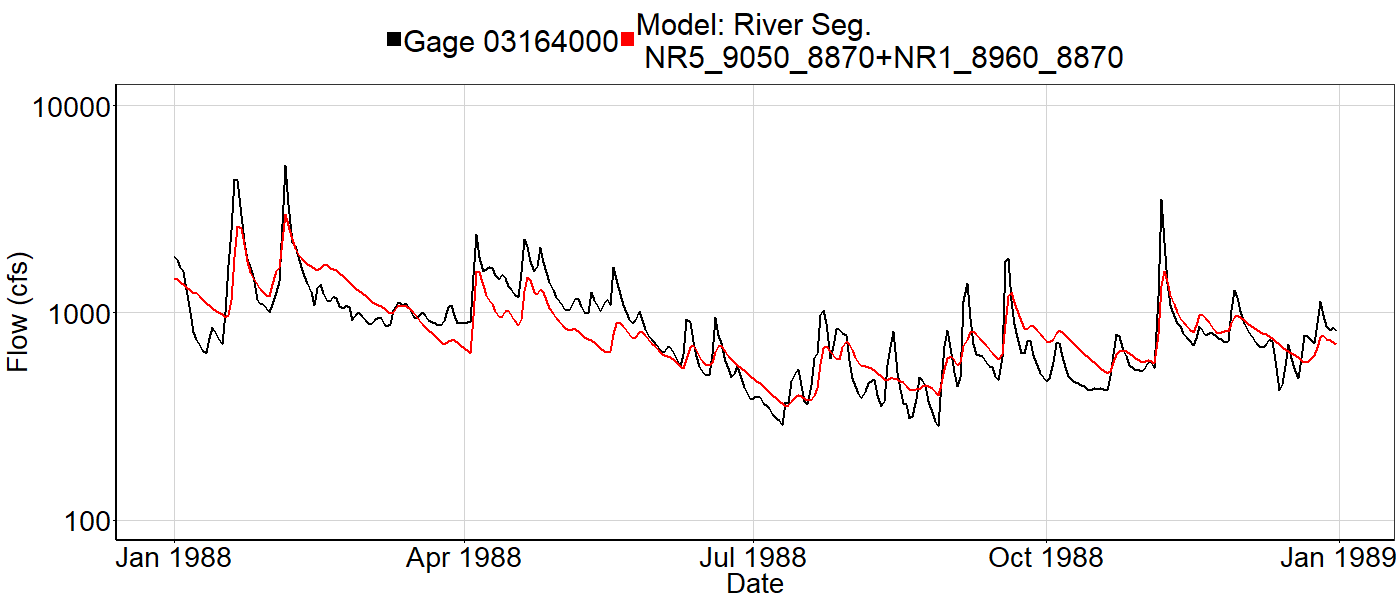 Gage 03164000
Model: River Seg.
NR5_9050_8870+NR1_8960_8870
10000
1000
100
Flow (cfs)
Jan 1988
Apr 1988
Jul 1988
Oct 1988
Jan 1989
Date